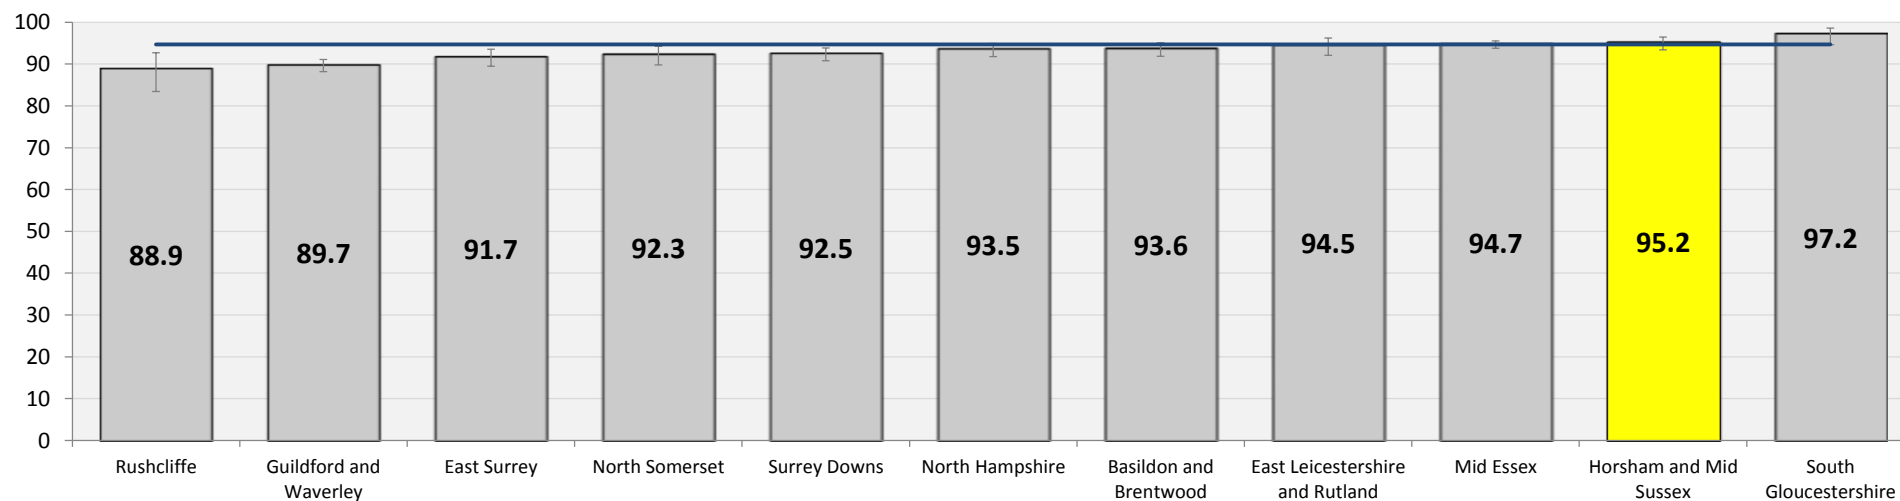 100
90
80
70
60
50
40
30
20
10
0
88.9
89.7
91.7
92.3
92.5
93.5
93.6
94.5
94.7
95.2
97.2
Rushcliffe
Guildford and
Waverley
East Surrey
North Somerset
Surrey Downs
North Hampshire
Basildon and
Brentwood
East Leicestershire
and Rutland
Mid Essex
Horsham and Mid
Sussex
South
Gloucestershire